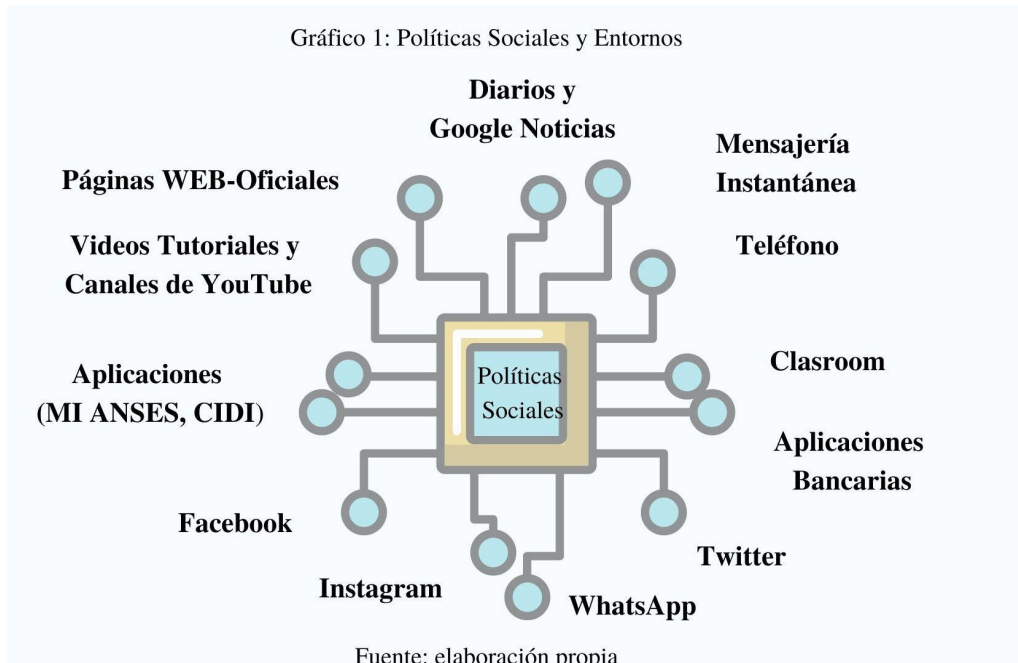 Gráfico 1: Políticas Sociales y Entornos
Diarios y
Google Noticias
Mensajería
Instantánea
Páginas WEB-Oficiales
Videos Tutoriales y
Canales de YouTube
Teléfono
Aplicaciones
(MI ANSES, CIDI)
Políticas
Sociales
Clasroom
Aplicaciones
Bancarias
Facebook
Instagram
WhatsApp
Twitter
Fuente: elaboración propia